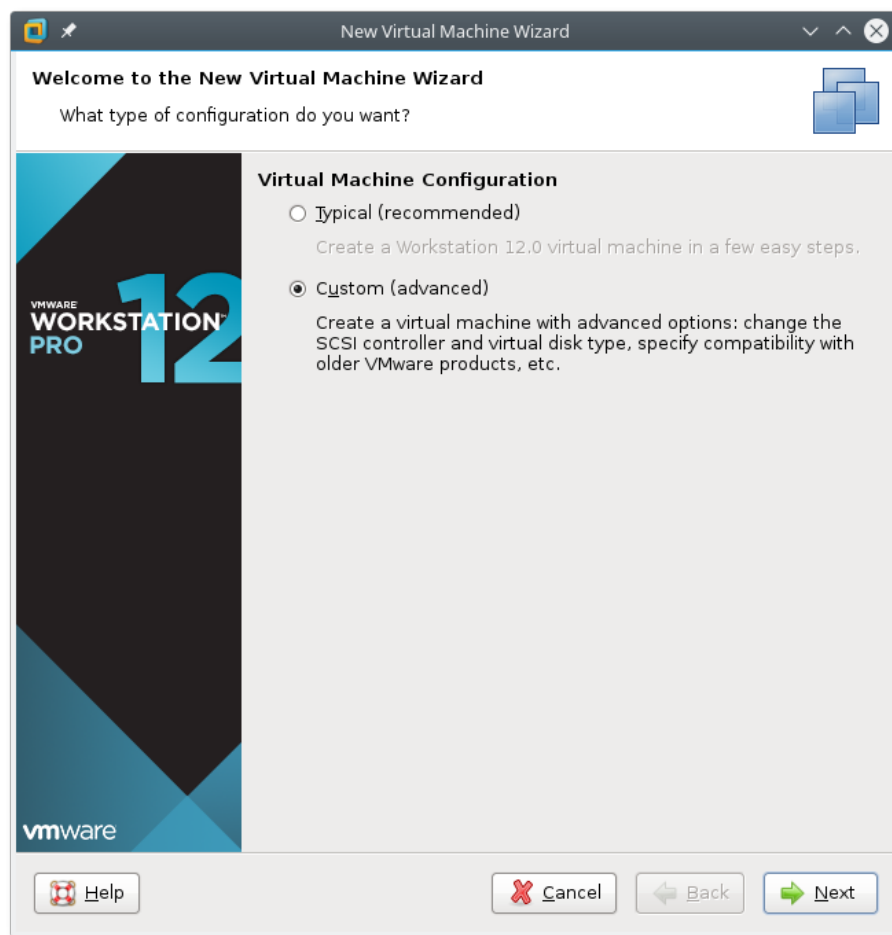 New Virtual Machine Wizard
Welcome to the New Virtual Machine Wizard
What type of configuration do you want?
VMWARE
WORKSTATION™
PRO
12
vmware
Virtual Machine Configuration
Typical (recommended)
Create a Workstation 12.0 virtual machine in a few easy steps.
Custom (advanced)
Create a virtual machine with advanced options: change the
SCSI controller and virtual disk type, specify compatibility with
older VMware products, etc.
Help
Cancel
Back
Next